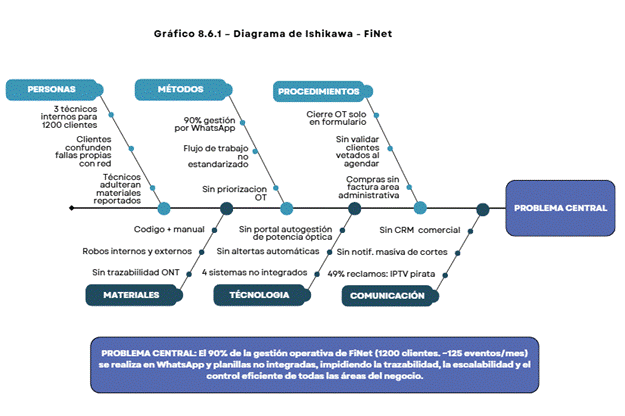 Gráfico 8.6.1 – Diagrama de Ishikawa - FiNet
PERSONAS
MÉTODOS
PROCEDIMIENTOS
3 técnicos
internos para
1200 clientes
Clientes
confunden
fallas propias
con red
Técnicos
adulteran
materiales
reportados
90% gestión
por WhatsApp
Flujo de trabajo
no
estandarizado
Sin priorizacion
OT
Cierre OT solo
en formulario
Sin validar
clientes
vetados al
agendar
Compras sin
factura area
administrativa
PROBLEMA CENTRAL
Codigo + manual
Robos internos y externos
Sin trazabilidad ONT
MATERIALES
Sin portal autogestión
de potencia óptica
Sin altertas automáticas
4 sistemas no integrados
TÉCNOLOGIA
Sin CRM comercial
Sin notif. masiva de cortes
49% reclamos: IPTV pirata
COMUNICACIÓN
PROBLEMA CENTRAL: El 90% de la gestión operativa de FiNet (1200 clientes. ~125 eventos/mes)
se realiza en WhatsApp y planillas no integradas, impidiendo la trazabilidad, la escalabilidad y el
control eficiente de todas las áreas del negocio.